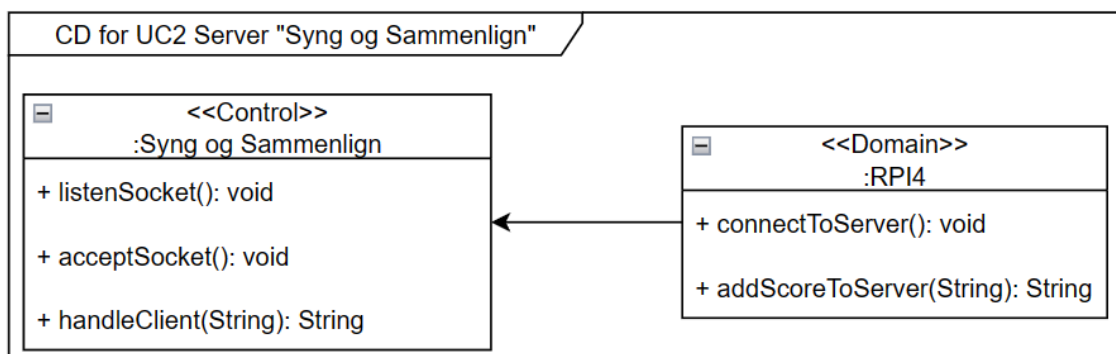 CD for UC2 Server "Syng og Sammenlign"
<<Control>>
:Syng og Sammenlign
+ listenSocket(): void
+ acceptSocket(): void
+ handleClient(String): String
<<Domain>>
:RPI4
+ connectToServer(): void
+ addScoreToServer(String): String